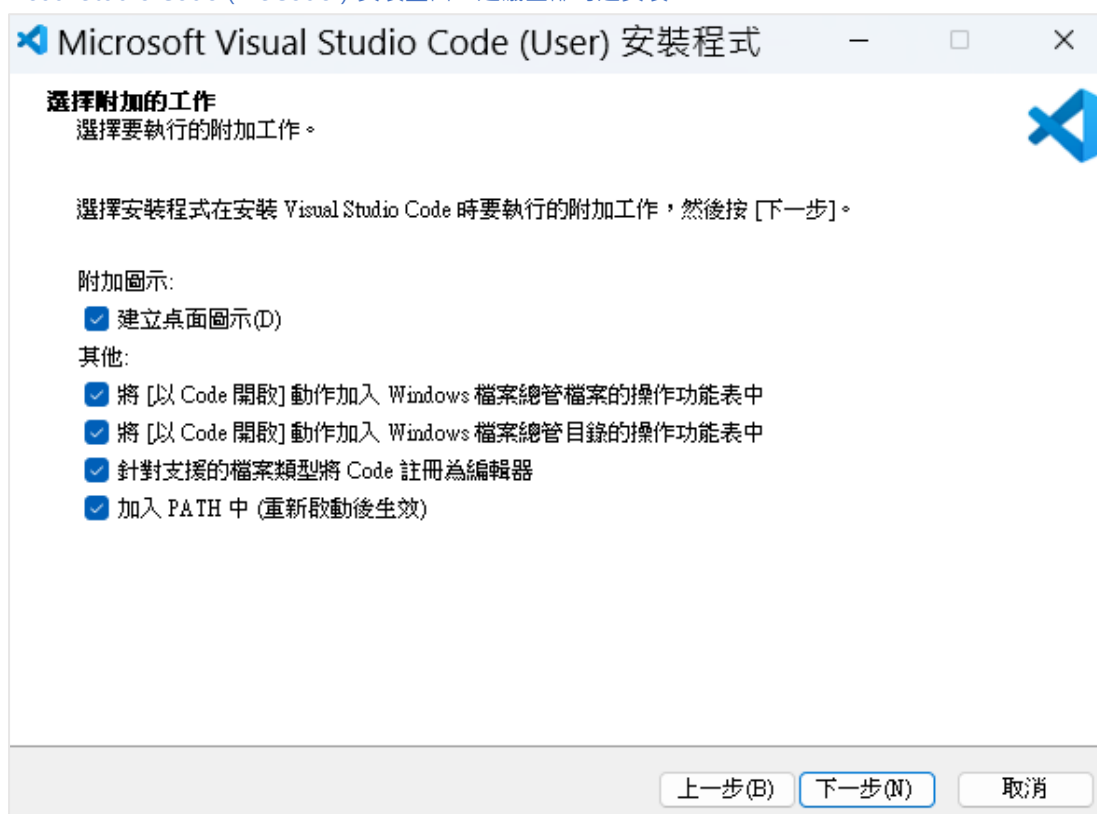 Microsoft Visual Studio Code (User) 安裝程式
選擇附加的工作
選擇要執行的附加工作。
選擇安裝程式在安裝 Visual Studio Code 時要執行的附加工作，然後按 [下一步]。
附加圖示:
建立桌面圖示(D)
其他:
將 [以 Code 開啟] 動作加入 Windows 檔案總管檔案的操作功能表中
將 [以 Code 開啟] 動作加入 Windows 檔案總管目錄的操作功能表中
針對支援的檔案類型將 Code 註冊為編輯器
加入 PATH 中 (重新啟動後生效)
上一步(B) 下一步(N) 取消